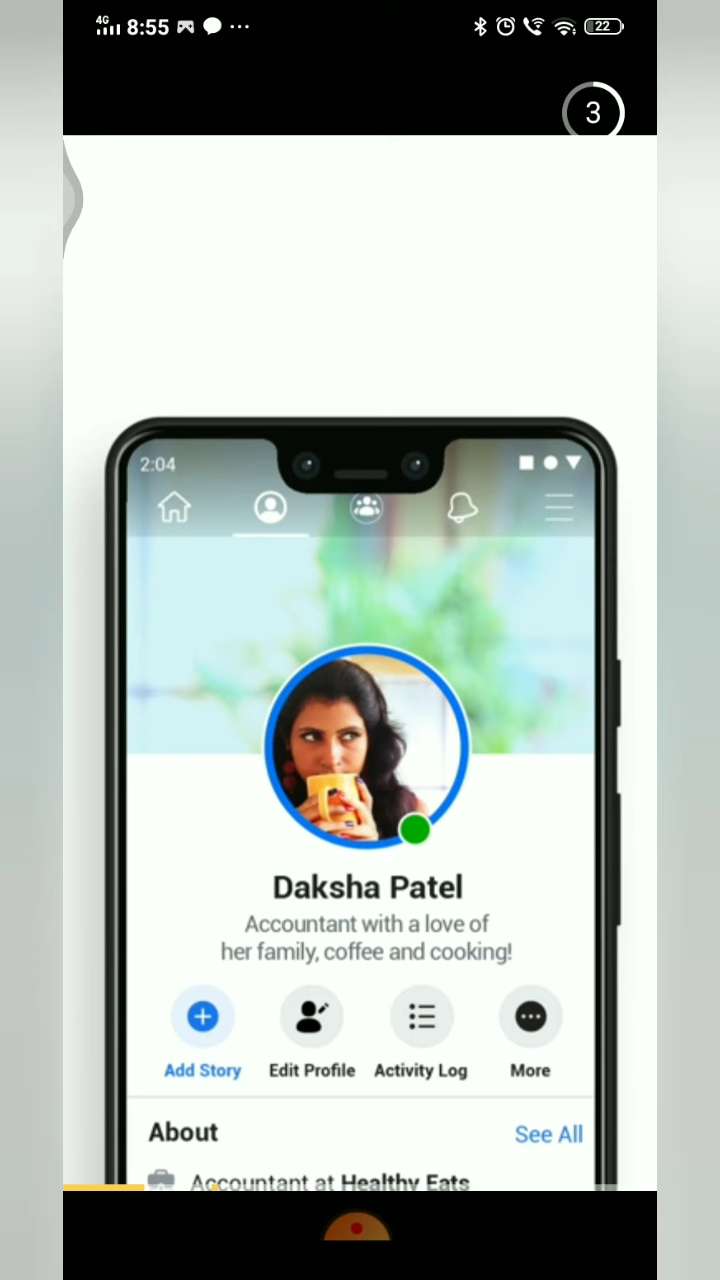 4G 8:55 22
3
2:04
Daksha Patel
Accountant with a love of
her family, coffee and cooking!
Add Story Edit Profile Activity Log More
About See All
Accountant at Healthy Eats